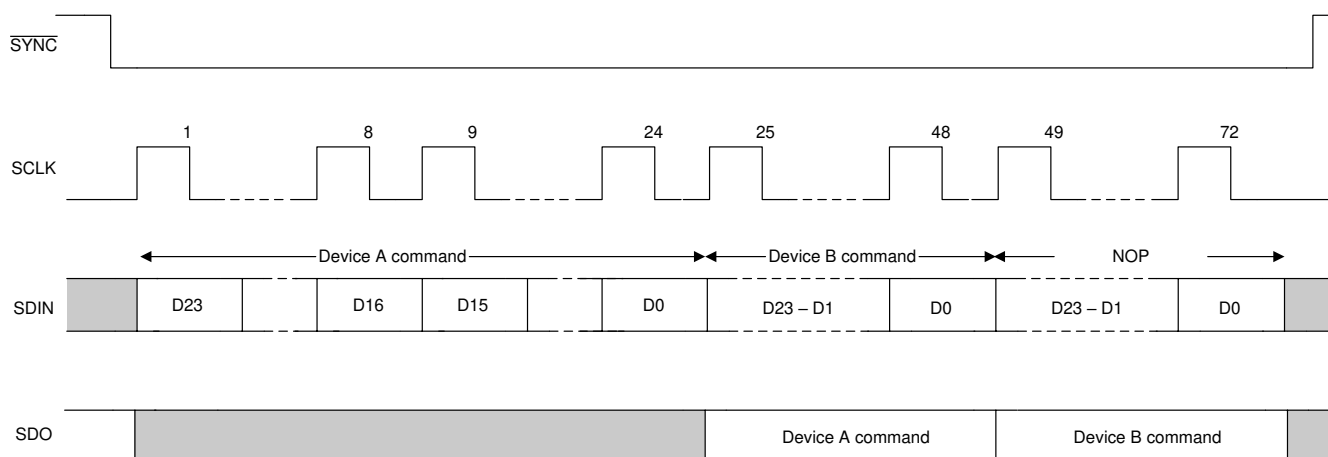 SYNC
1 8 9 24 25 48 49 72
SCLK
Device A command Device B command NOP
SDIN D23 D16 D15 D0 D23 – D1 D0 D23 – D1 D0
SDO Device A command Device B command